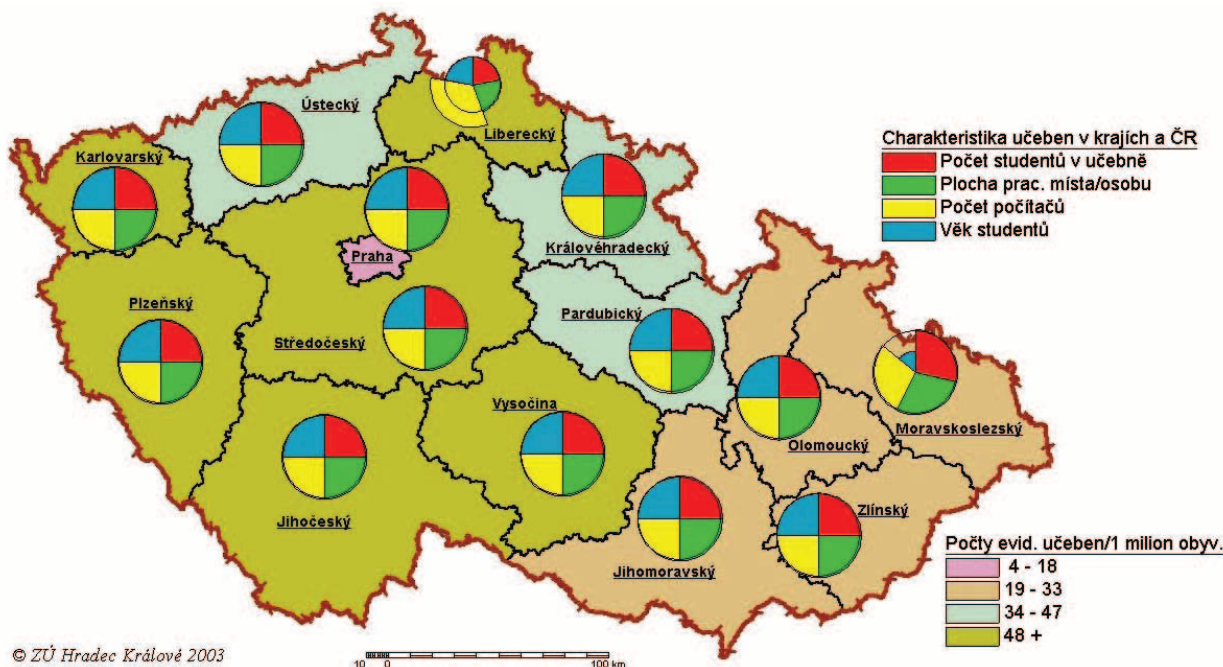 Ústecký
Liberecký
Karlovarský
Charakteristika učeben v krajích a ČR
Počet studentů v učebně
Plocha prac. místa/osobu
Počet počítačů
Věk studentů
Královéhradecký
Praha
Plzeňský
Pardubický
Středočeský
Vysočina
Moravskoslezský
Olomoucký
Jihočeský
Zlínský
Jihomoravský
Počty evid. učeben/1 milion obyv.
4 - 18
19 - 33
34 - 47
48 +
© ZÚ Hradec Králové 2003
10 0 100 km